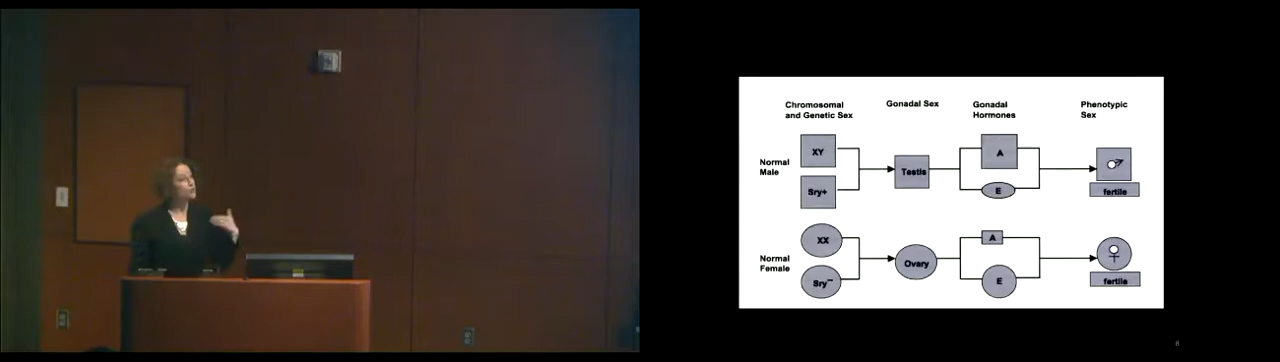 Chromosomal
and Genetic Sex
Gonadal Sex
Gonadal
Hormones
Phenotypic
Sex
Normal
Male
XY
Sry+
Testis
A
E
fertile
Normal
Female
XX
Sry−
Ovary
A
E
fertile
8